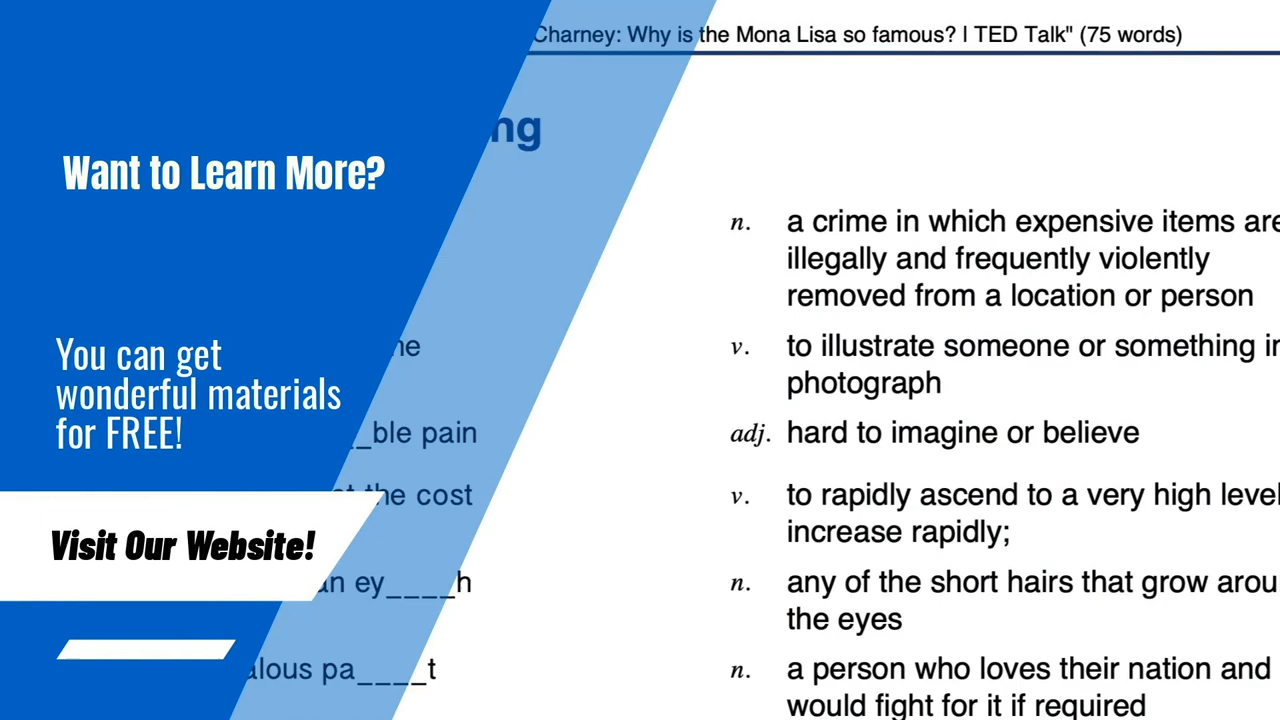 Charney: Why is the Mona Lisa so famous? | TED Talk" (75 words)
ng
Want to Learn More?
You can get
wonderful materials
for FREE!
Visit Our Website!
ne
_ble pain
the cost
an ey____h
alous pa____t
n. a crime in which expensive items are
illegally and frequently violently
removed from a location or person
v. to illustrate someone or something in
photograph
adj. hard to imagine or believe
v. to rapidly ascend to a very high level
increase rapidly;
n. any of the short hairs that grow arou
the eyes
n. a person who loves their nation and
would fight for it if required